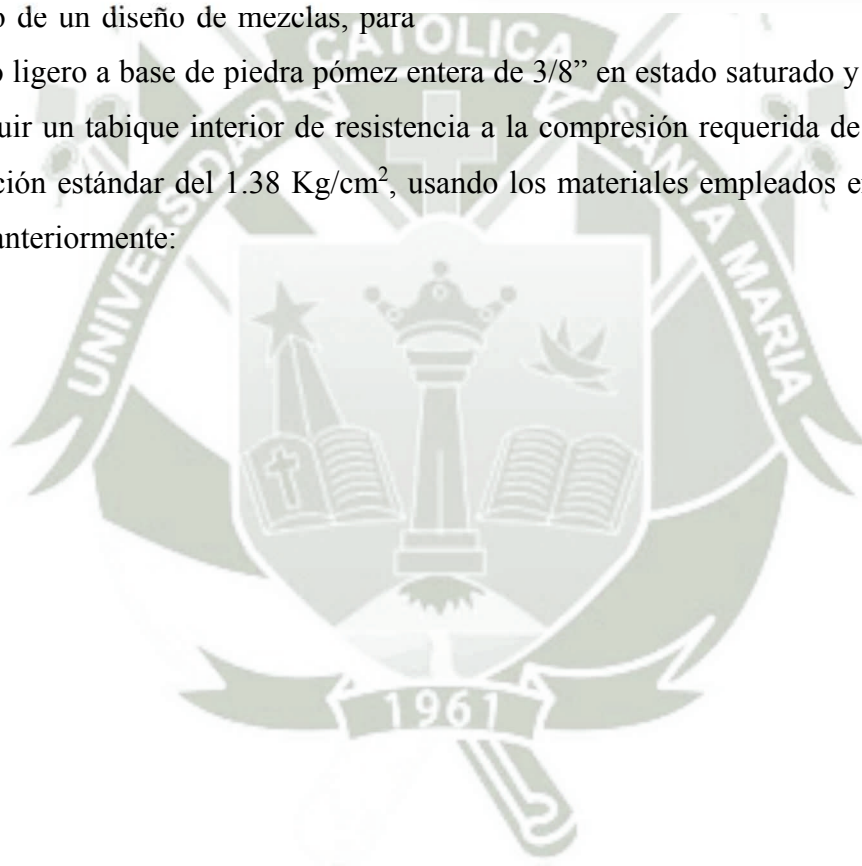 o de un diseño de mezclas, para
o ligero a base de piedra pómez entera de 3/8” en estado saturado y
uir un tabique interior de resistencia a la compresión requerida de
ción estándar del 1.38 Kg/cm², usando los materiales empleados e
anteriormente:
UNIVERSIDAD CATOLICA SANTA MARIA
1961